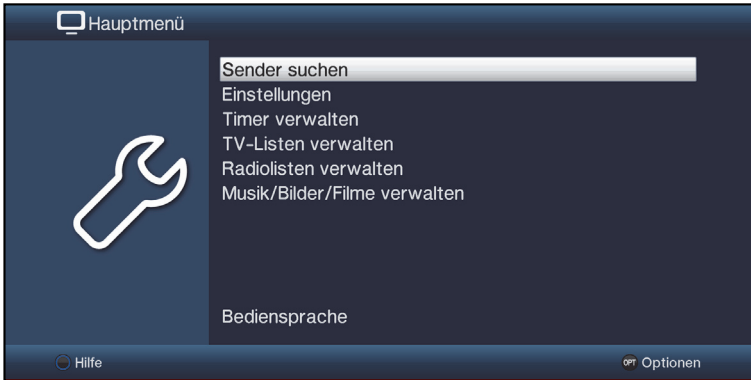 Hauptmenü
Sender suchen
Einstellungen
Timer verwalten
TV-Listen verwalten
Radiolisten verwalten
Musik/Bilder/Filme verwalten
Bediensprache
Hilfe
OPT Optionen